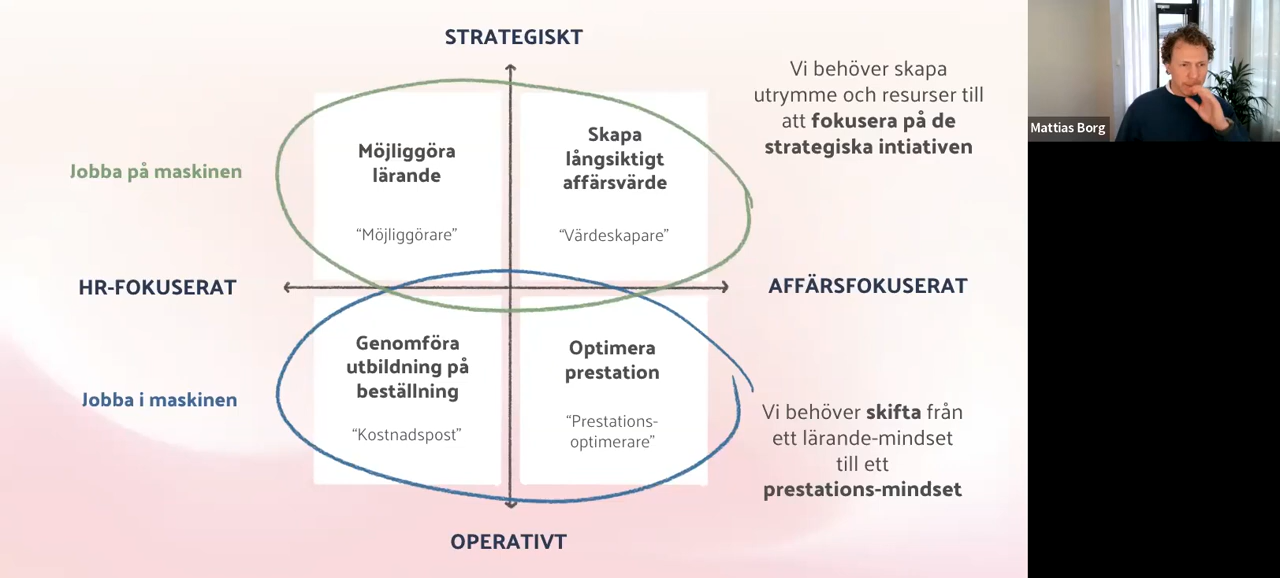 STRATEGISKT
Vi behöver skapa
utrymme och resurser till
att fokusera på de
strategiska intiativen
Mattias Borg
Jobba på maskinen
Möjliggöra
lärande
“Möjliggörare”
Skapa
långsiktigt
affärsvärde
“Värdeskapare”
HR-FOKUSERAT
AFFÄRSFOKUSERAT
Jobba i maskinen
Genomföra
utbildning på
beställning
“Kostnadspost”
Optimera
prestation
“Prestations-
optimerare”
Vi behöver skifta från
ett lärande-mindset
till ett
prestations-mindset
OPERATIVT